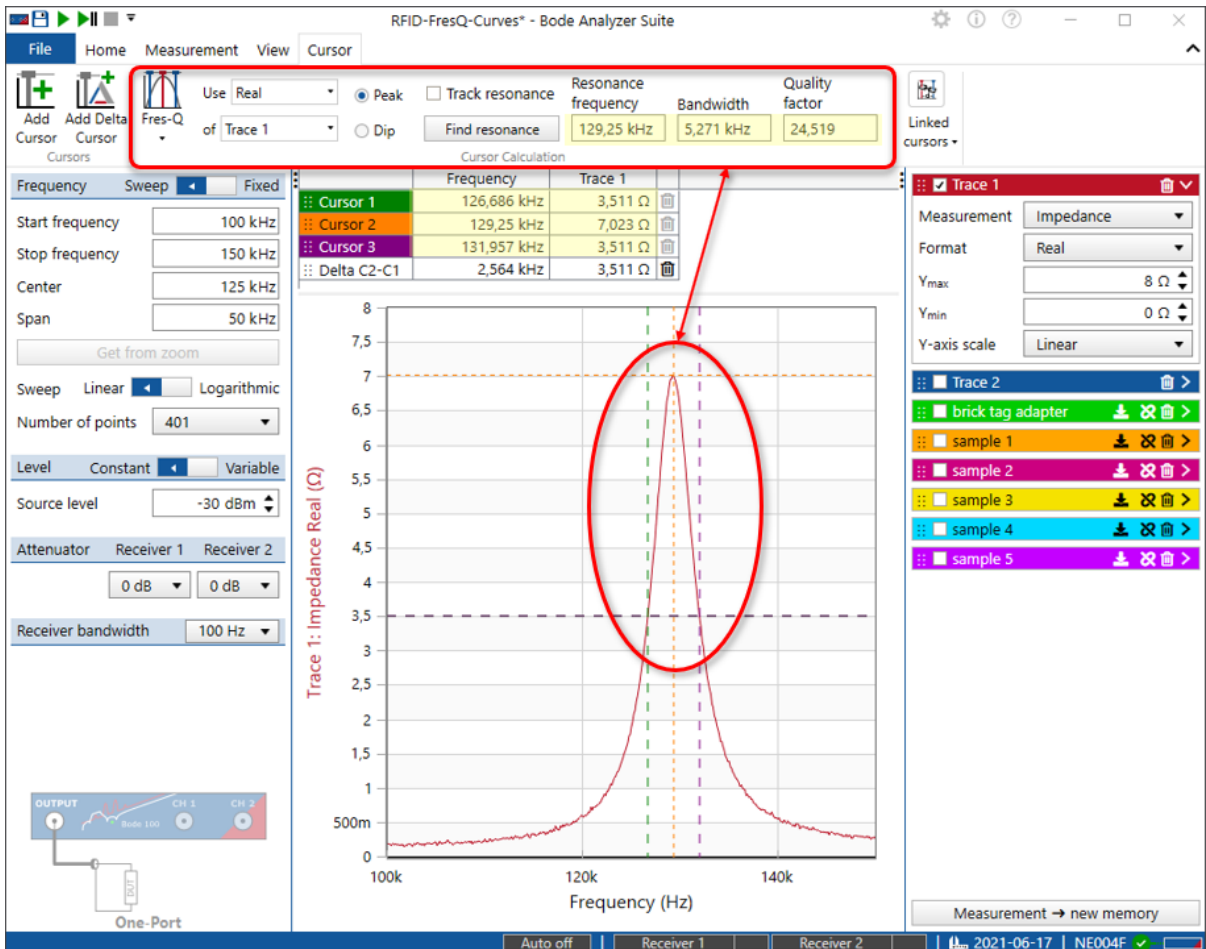 RFID-FresQ-Curves* - Bode Analyzer Suite
File Home Measurement View Cursor
Add Cursor
Add Delta Cursor
Cursors
Fres-Q
Use Real
of Trace 1
Peak
Dip
Track resonance
Find resonance
Resonance frequency
129,25 kHz
Bandwidth
5,271 kHz
Quality factor
24,519
Cursor Calculation
Linked cursors
Frequency Sweep Fixed
Start frequency 100 kHz
Stop frequency 150 kHz
Center 125 kHz
Span 50 kHz
Get from zoom
Sweep Linear Logarithmic
Number of points 401
Level Constant Variable
Source level -30 dBm
Attenuator Receiver 1 Receiver 2
0 dB 0 dB
Receiver bandwidth 100 Hz
OUTPUT CH 1 CH 2
Bode 100
DUT
One-Port
Frequency Trace 1
Cursor 1 126,686 kHz 3,511 Ω
Cursor 2 129,25 kHz 7,023 Ω
Cursor 3 131,957 kHz 3,511 Ω
Delta C2-C1 2,564 kHz 3,511 Ω
Trace 1: Impedance Real (Ω)
8
7,5
7
6,5
6
5,5
5
4,5
4
3,5
3
2,5
2
1,5
1
500m
0
100k 120k 140k
Frequency (Hz)
Trace 1
Measurement Impedance
Format Real
Ymax 8 Ω
Ymin 0 Ω
Y-axis scale Linear
Trace 2
brick tag adapter
sample 1
sample 2
sample 3
sample 4
sample 5
Measurement → new memory
Auto off Receiver 1 Receiver 2 2021-06-17 NE004F